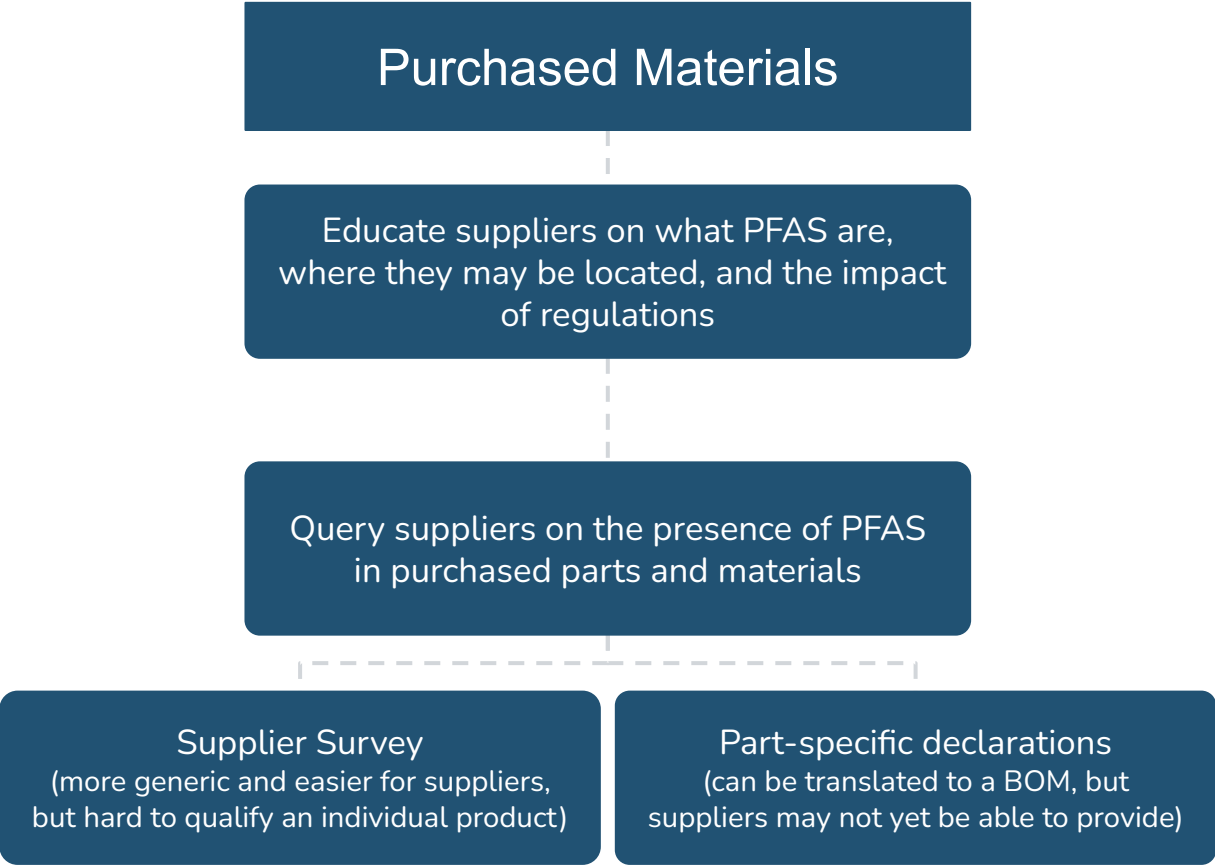 Purchased Materials
Educate suppliers on what PFAS are,
where they may be located, and the impact
of regulations
Query suppliers on the presence of PFAS
in purchased parts and materials
Supplier Survey
(more generic and easier for suppliers,
but hard to qualify an individual product)
Part-specific declarations
(can be translated to a BOM, but
suppliers may not yet be able to provide)